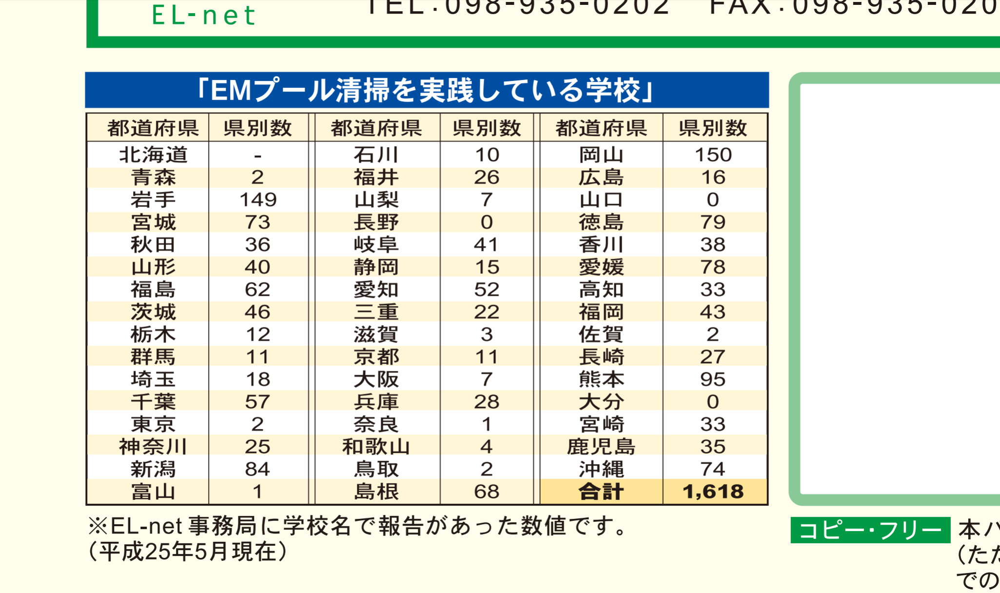 EL-net
TEL:098-935-0202 FAX:098-935-020
「EMプール清掃を実践している学校」
都道府県 県別数 都道府県 県別数 都道府県 県別数
北海道 - 石川 10 岡山 150
青森 2 福井 26 広島 16
岩手 149 山梨 7 山口 0
宮城 73 長野 0 徳島 79
秋田 36 岐阜 41 香川 38
山形 40 静岡 15 愛媛 78
福島 62 愛知 52 高知 33
茨城 46 三重 22 福岡 43
栃木 12 滋賀 3 佐賀 2
群馬 11 京都 11 長崎 27
埼玉 18 大阪 7 熊本 95
千葉 57 兵庫 28 大分 0
東京 2 奈良 1 宮崎 33
神奈川 25 和歌山 4 鹿児島 35
新潟 84 鳥取 2 沖縄 74
富山 1 島根 68 合計 1,618
※EL-net 事務局に学校名で報告があった数値です。
（平成25年5月現在）
コピー・フリー 本パ
（ただ
での